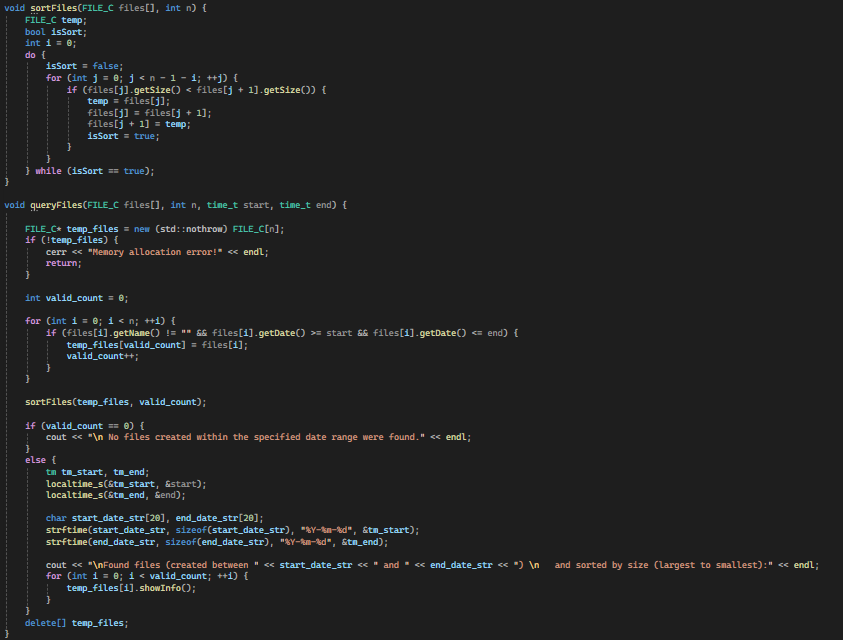 void sortFiles(FILE_C files[], int n) {
    FILE_C temp;
    bool isSort;
    int i = 0;
    do {
        isSort = false;
        for (int j = 0; j < n - 1 - i; ++j) {
            if (files[j].getSize() < files[j + 1].getSize()) {
                temp = files[j];
                files[j] = files[j + 1];
                files[j + 1] = temp;
                isSort = true;
            }
        }
    } while (isSort == true);
}

void queryFiles(FILE_C files[], int n, time_t start, time_t end) {

    FILE_C* temp_files = new (std::nothrow) FILE_C[n];
    if (!temp_files) {
        cerr << "Memory allocation error!" << endl;
        return;
    }

    int valid_count = 0;

    for (int i = 0; i < n; ++i) {
        if (files[i].getName() != "" && files[i].getDate() >= start && files[i].getDate() <= end) {
            temp_files[valid_count] = files[i];
            valid_count++;
        }
    }

    sortFiles(temp_files, valid_count);

    if (valid_count == 0) {
        cout << "\n No files created within the specified date range were found." << endl;
    }
    else {
        tm tm_start, tm_end;
        localtime_s(&tm_start, &start);
        localtime_s(&tm_end, &end);

        char start_date_str[20], end_date_str[20];
        strftime(start_date_str, sizeof(start_date_str), "%Y-%m-%d", &tm_start);
        strftime(end_date_str, sizeof(end_date_str), "%Y-%m-%d", &tm_end);

        cout << "\nFound files (created between " << start_date_str << " and " << end_date_str << ") \n   and sorted by size (largest to smallest):" << endl;
        for (int i = 0; i < valid_count; ++i) {
            temp_files[i].showInfo();
        }
    }
    delete[] temp_files;
}